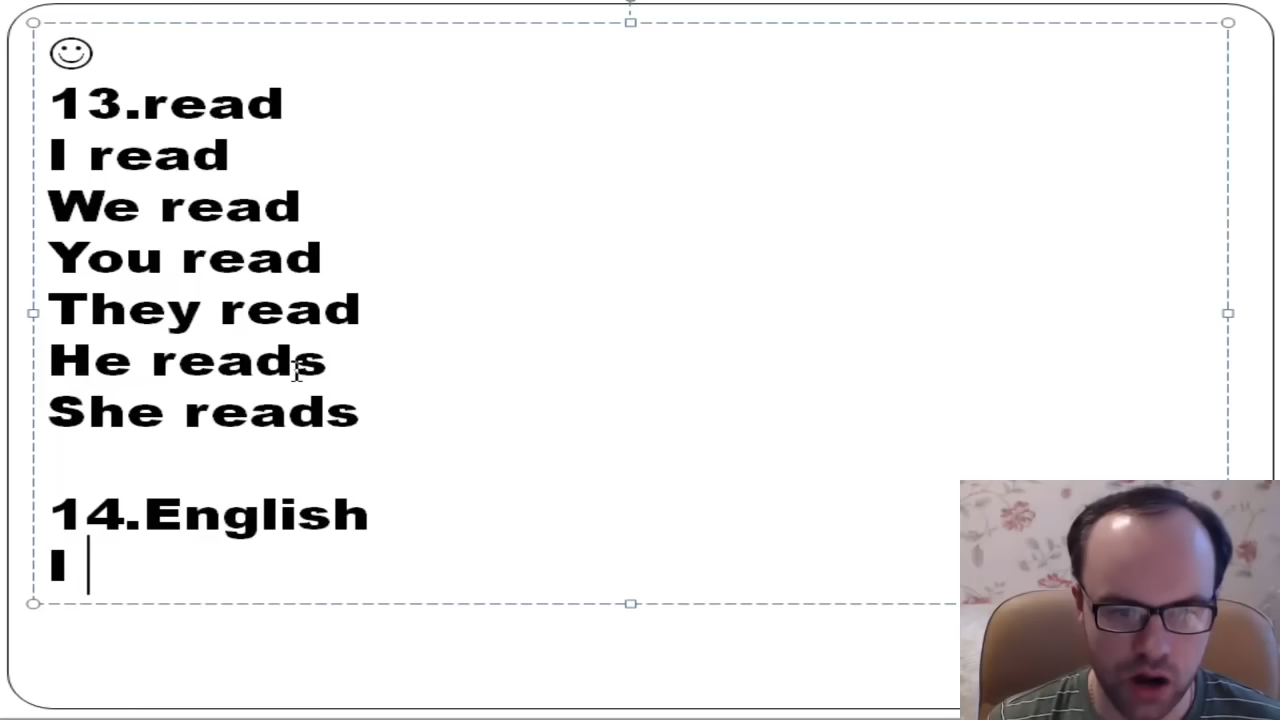 13.read
I read
We read
You read
They read
He reads
She reads
14.English
I